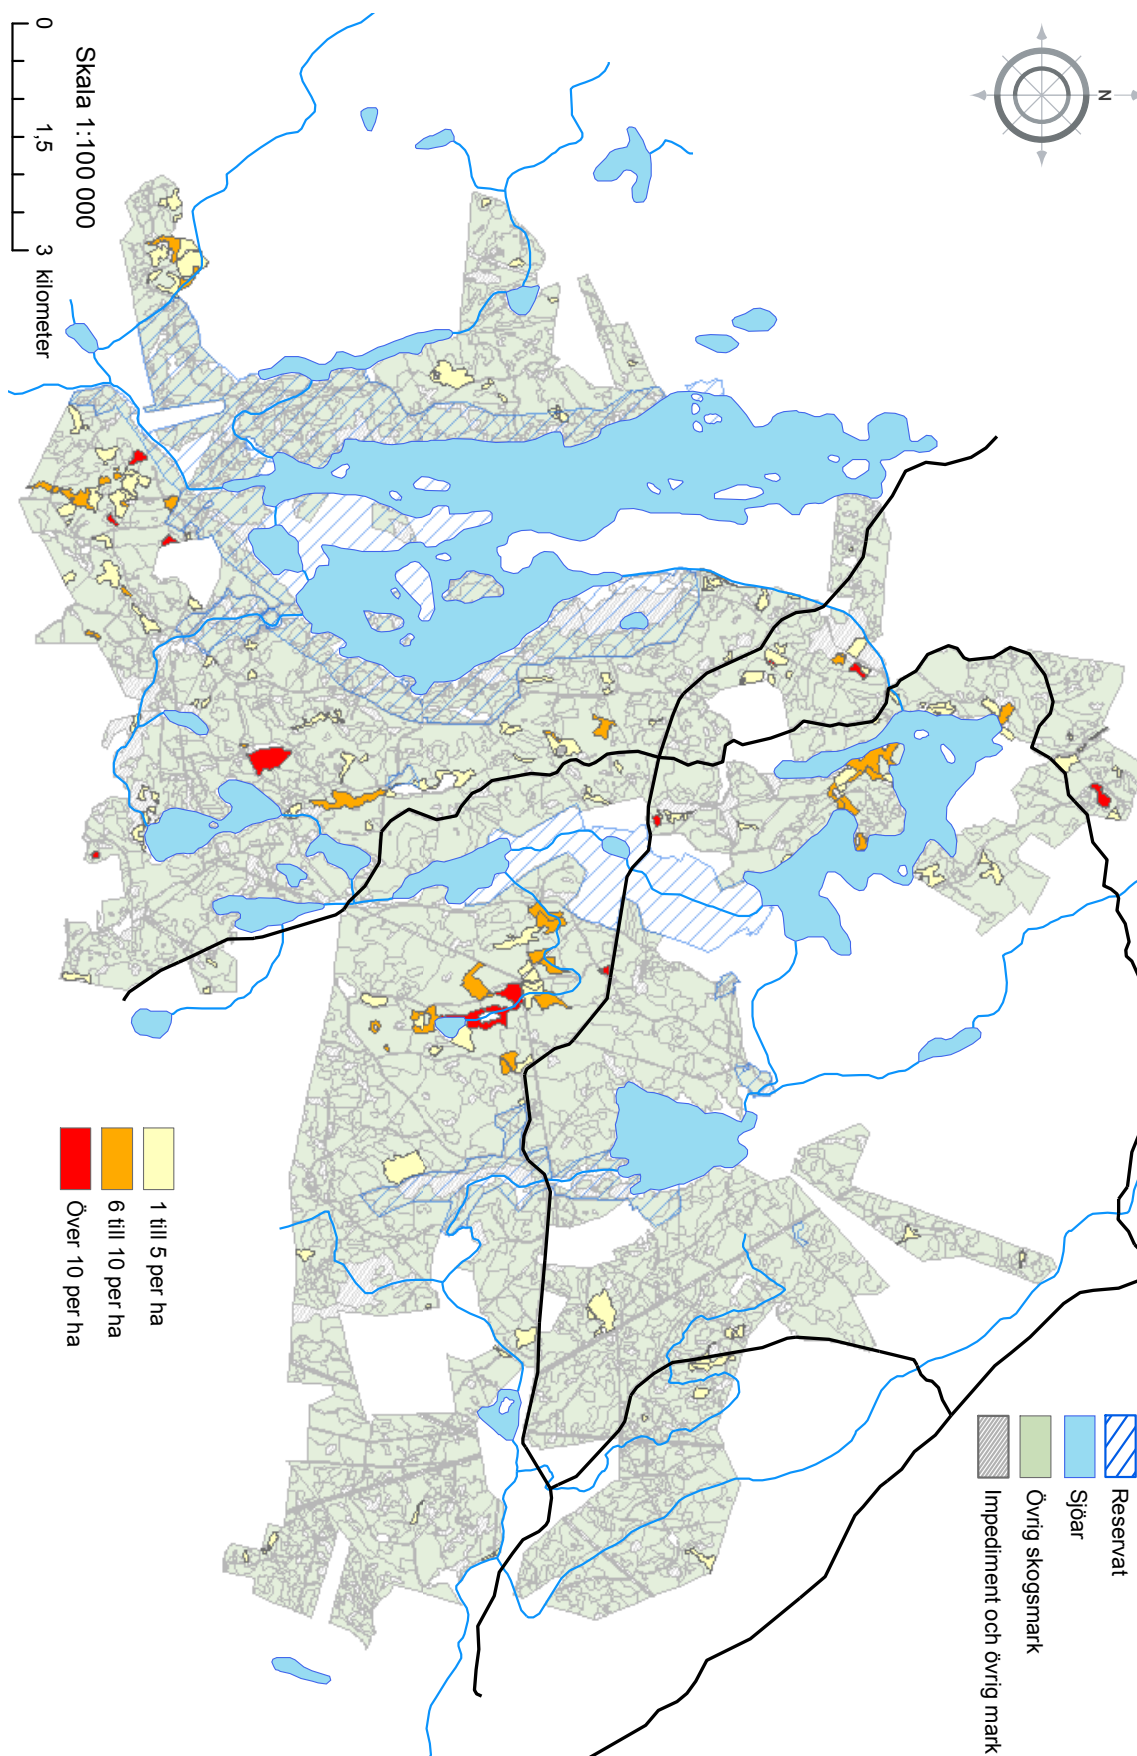 N
Reservat
Sjöar
Övrig skogsmark
Impediment och övrig mark
Skala 1:100 000
0 1,5 3 kilometer
1 till 5 per ha
6 till 10 per ha
Över 10 per ha